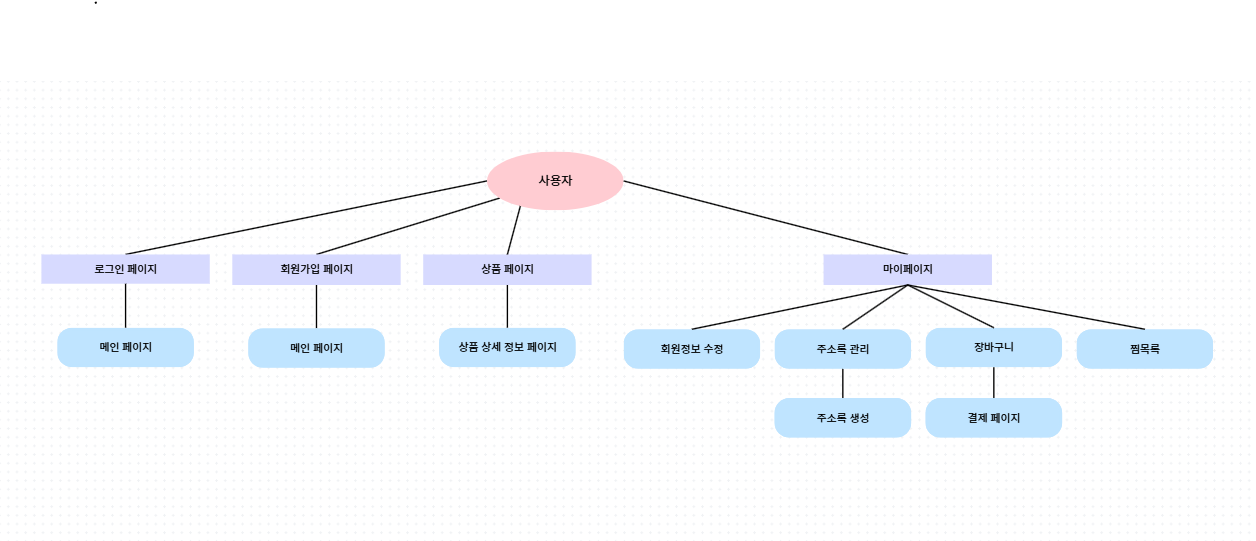 사용자
로그인 페이지
회원가입 페이지
상품 페이지
마이페이지
메인 페이지
메인 페이지
상품 상세 정보 페이지
회원정보 수정
주소록 관리
장바구니
찜목록
주소록 생성
결제 페이지